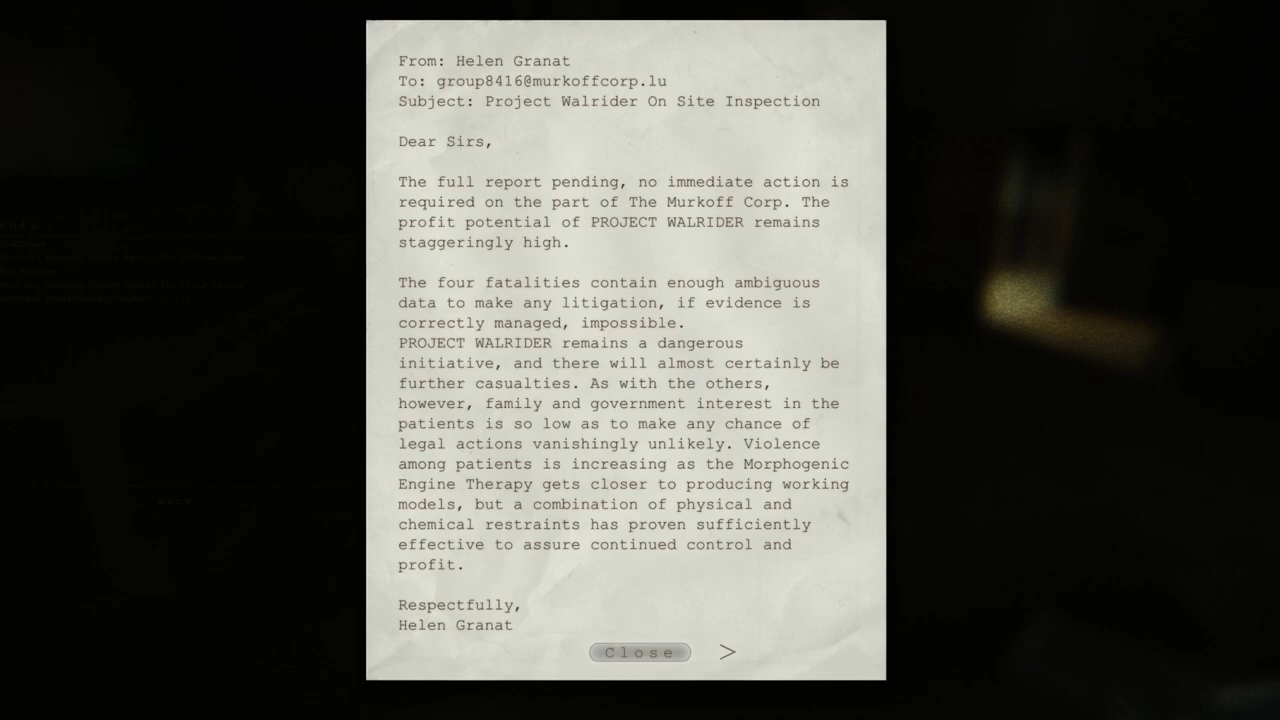 From: Helen Granat
To: group8416@murkoffcorp.lu
Subject: Project Walrider On Site Inspection
Dear Sirs,
The full report pending, no immediate action is
required on the part of The Murkoff Corp. The
profit potential of PROJECT WALRIDER remains
staggeringly high.
The four fatalities contain enough ambiguous
data to make any litigation, if evidence is
correctly managed, impossible.
PROJECT WALRIDER remains a dangerous
initiative, and there will almost certainly be
further casualties. As with the others,
however, family and government interest in the
patients is so low as to make any chance of
legal actions vanishingly unlikely. Violence
among patients is increasing as the Morphogenic
Engine Therapy gets closer to producing working
models, but a combination of physical and
chemical restraints has proven sufficiently
effective to assure continued control and
profit.
Respectfully,
Helen Granat
Close >
Back